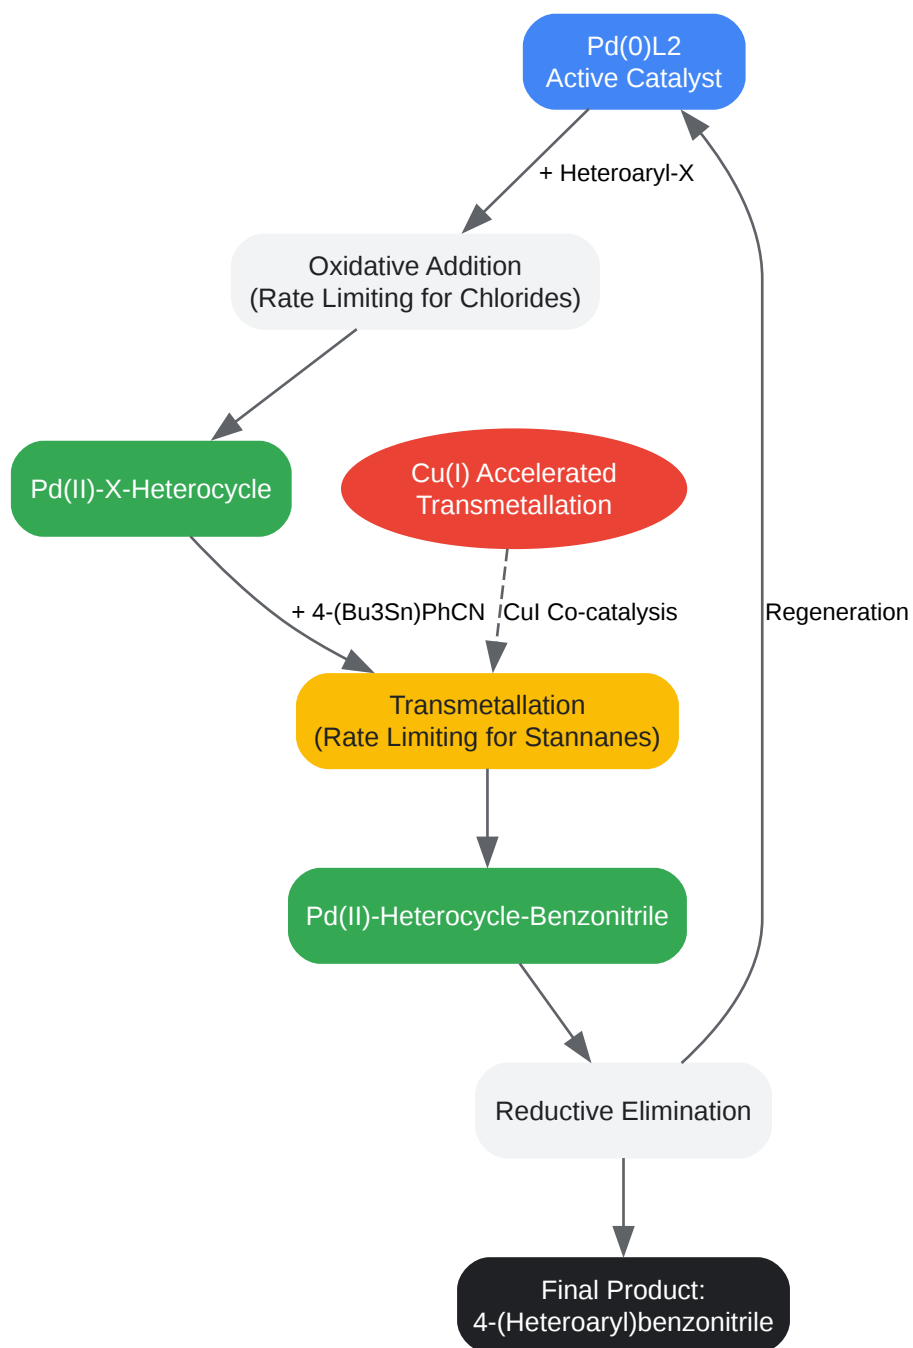 Pd(0)L2
Active Catalyst
+ Heteroaryl-X
Oxidative Addition
(Rate Limiting for Chlorides)
Pd(II)-X-Heterocycle
Cu(I) Accelerated
Transmetallation
+ 4-(Bu3Sn)PhCN
CuI Co-catalysis
Regeneration
Transmetallation
(Rate Limiting for Stannanes)
Pd(II)-Heterocycle-Benzonitrile
Reductive Elimination
Final Product:
4-(Heteroaryl)benzonitrile